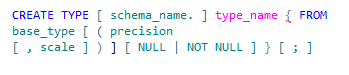 CREATE TYPE [ schema_name. ] type_name { FROM
base_type [ ( precision
[ , scale ] ) ] [ NULL | NOT NULL ] } [ ; ]